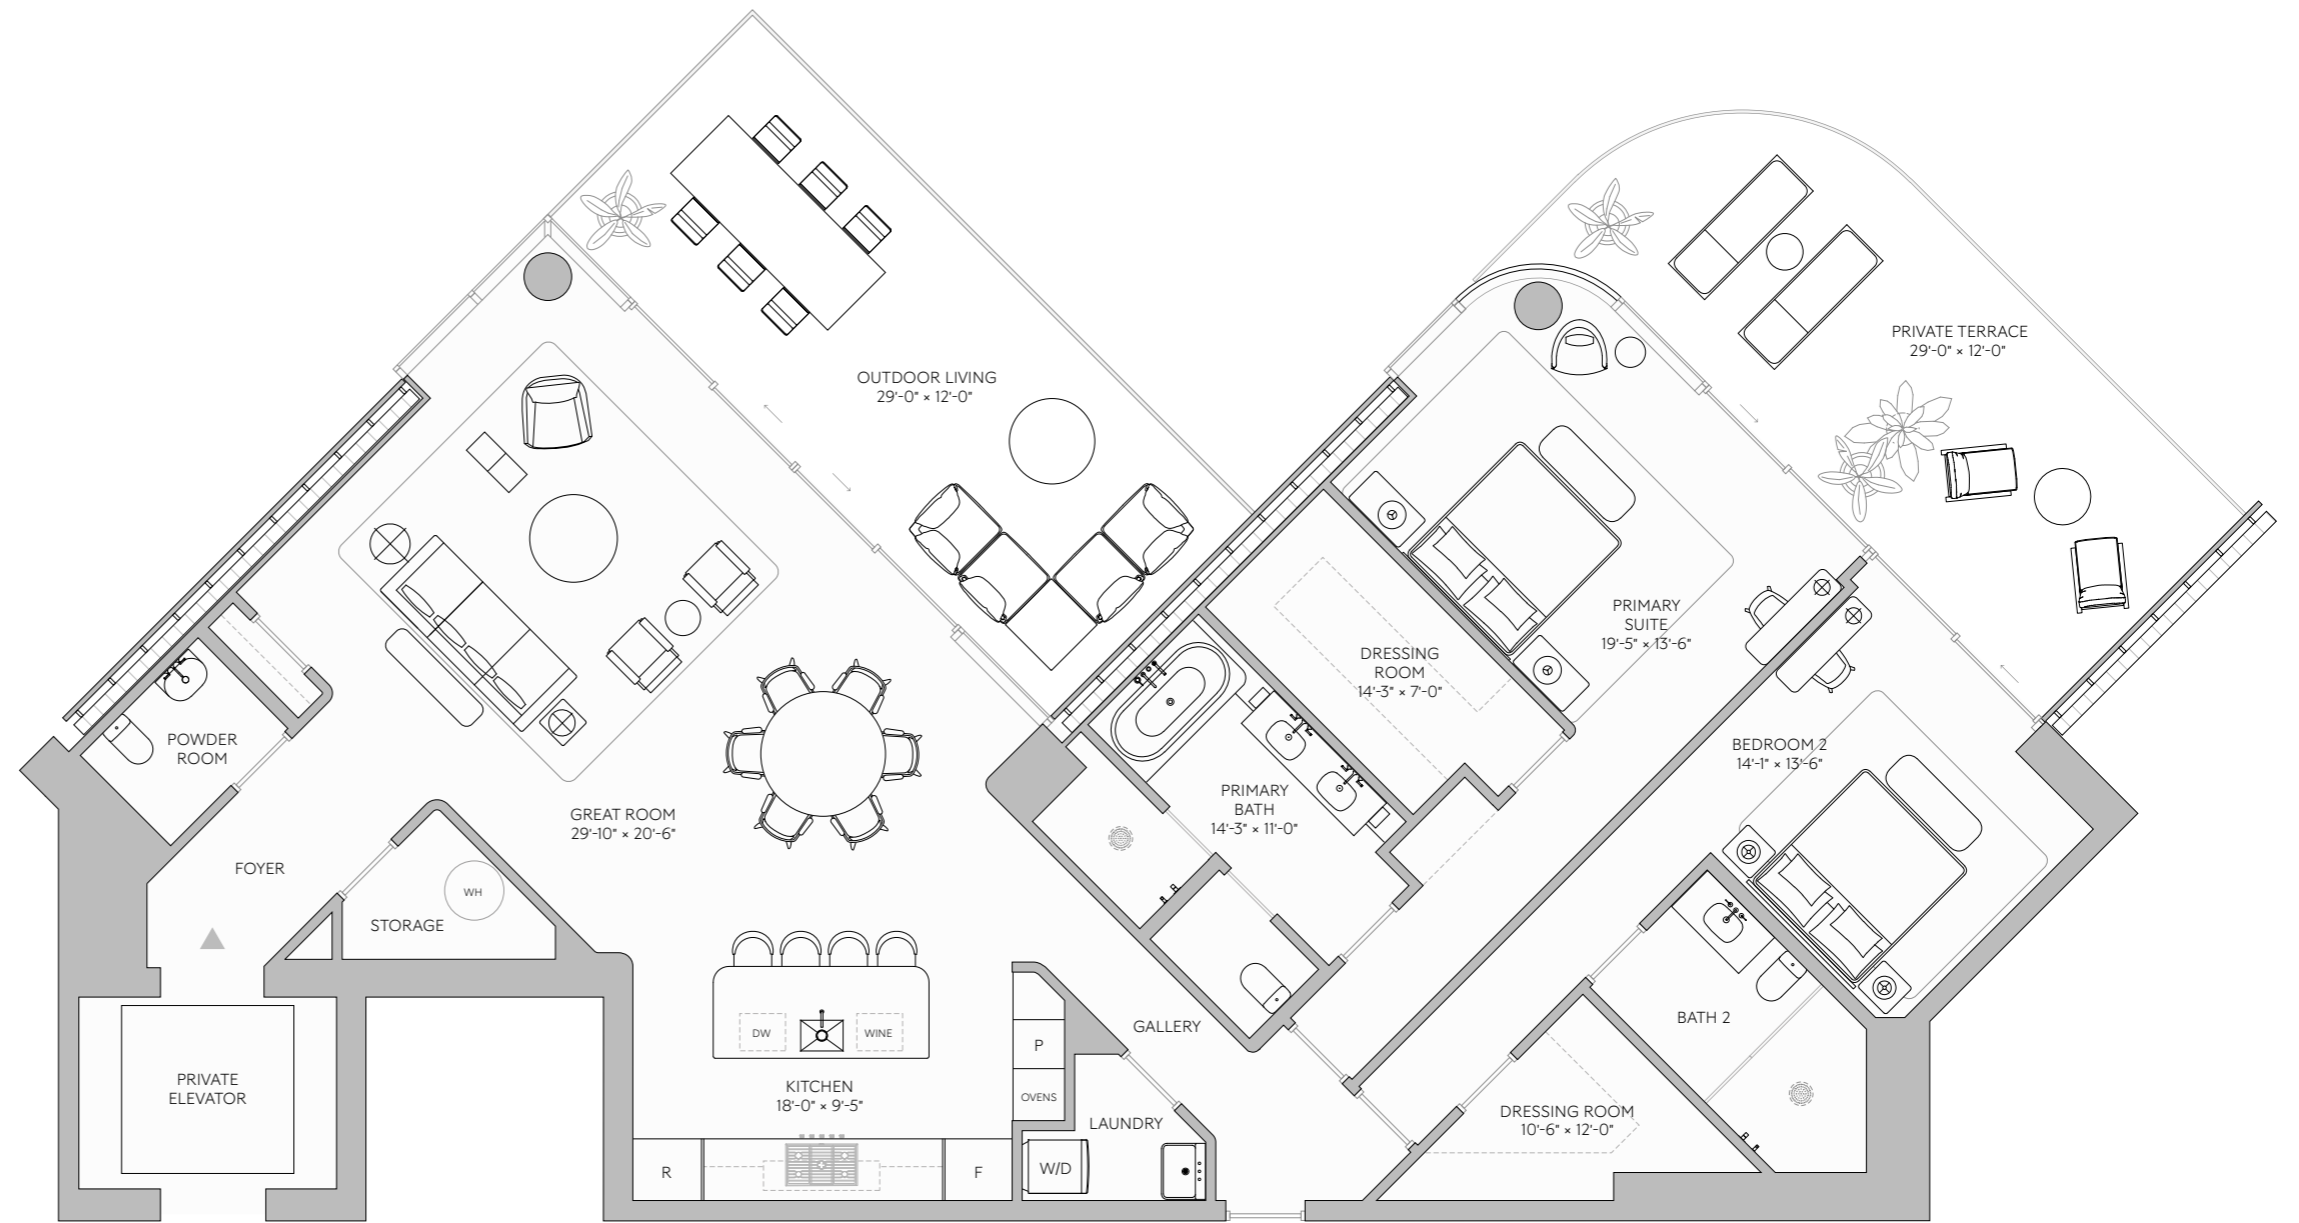 OUTDOOR LIVING
29'-0" × 12'-0"
PRIVATE TERRACE
29'-0" × 12'-0"
PRIMARY
SUITE
19'-5" × 13'-6"
DRESSING
ROOM
14'-3" × 7'-0"
POWDER
ROOM
BEDROOM 2
14'-1" × 13'-6"
PRIMARY
BATH
14'-3" × 11'-0"
GREAT ROOM
29'-10" × 20'-6"
FOYER
WH
STORAGE
BATH 2
GALLERY
DW
WINE
P
PRIVATE
ELEVATOR
KITCHEN
18'-0" × 9'-5"
OVENS
LAUNDRY
DRESSING ROOM
10'-6" × 12'-0"
R
F
W/D